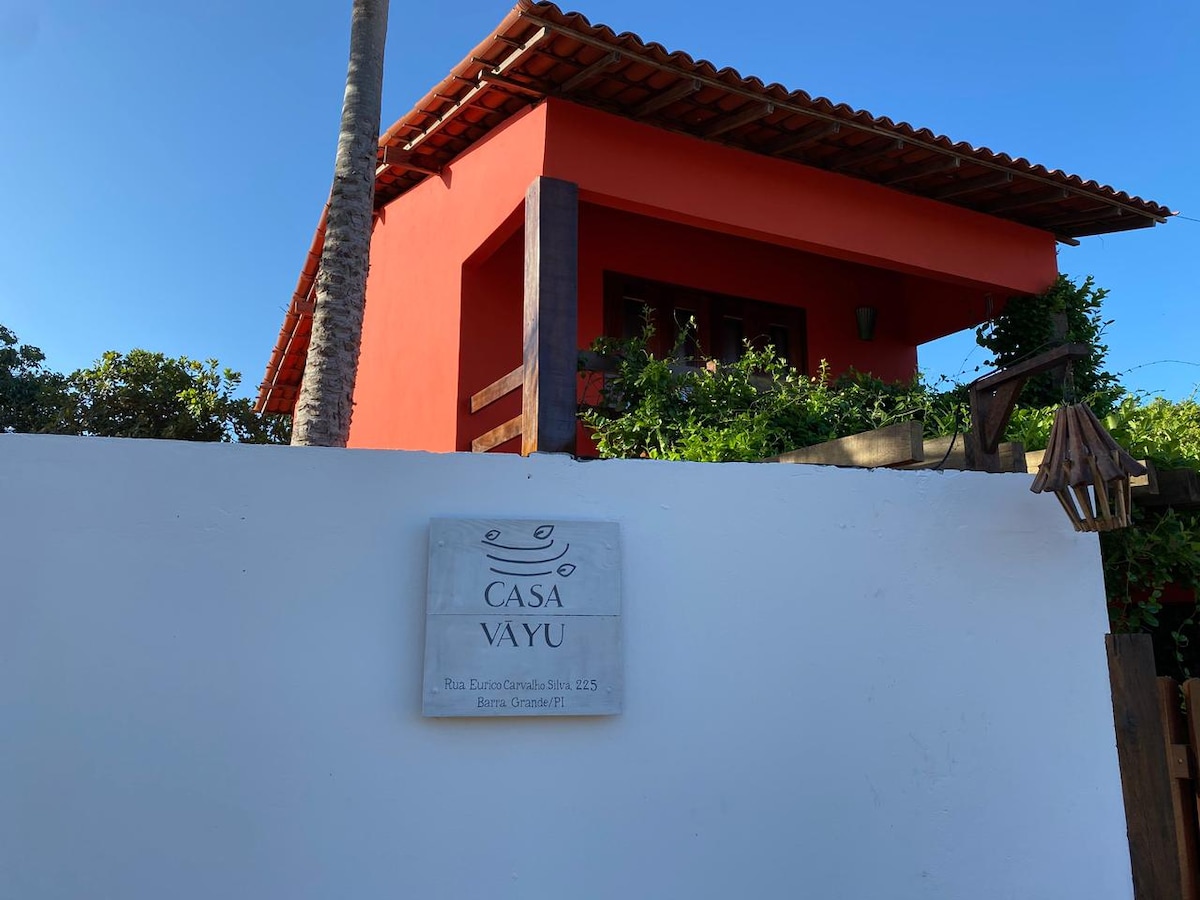 CASA
VĀYU
Rua Eurico Carvalho Silva, 225
Barra Grande/PI